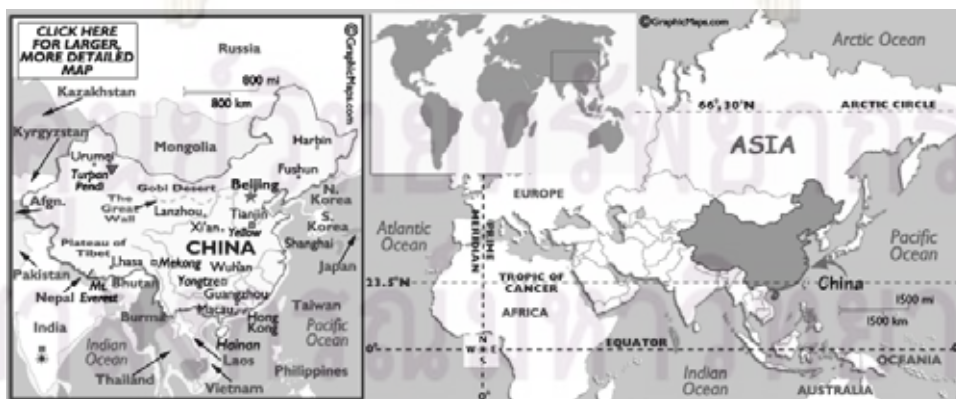 CLICK HERE
FOR LARGER,
MORE DETAILED
MAP
©GraphicMaps.com
Russia
800 mi
800 km
Kazakhstan
Kyrgyzstan
Mongolia
Harbin
Urumqi
Turpan
Pendi
Fushun
Gobi Desert
Beijing
N.
Korea
Afgn.
The
Great
Wall
Lanzhou
Tianjin
S.
Korea
Xi'an
Yellow
Plateau of
Tibet
CHINA
Shanghai
Japan
Lhasa
Mekong
Wuhan
Pakistan
Nepal
Mt.
Everest
Bhutan
Yangtze
Guangzhou
Taiwan
Burma
Macau
Hong
Kong
India
Pacific
Ocean
Hainan
Indian
Ocean
Laos
Philippines
Thailand
Vietnam
©GraphicMaps.com
Arctic Ocean
66°, 30'N
ARCTIC CIRCLE
ASIA
EUROPE
Atlantic
Ocean
MERIDIAN
PRIME
Pacific
Ocean
TROPIC OF
CANCER
23.5°N
China
AFRICA
1500 mi
1500 km
EQUATOR
0°
N
W E
S
OCEANIA
Indian
Ocean
AUSTRALIA
0°